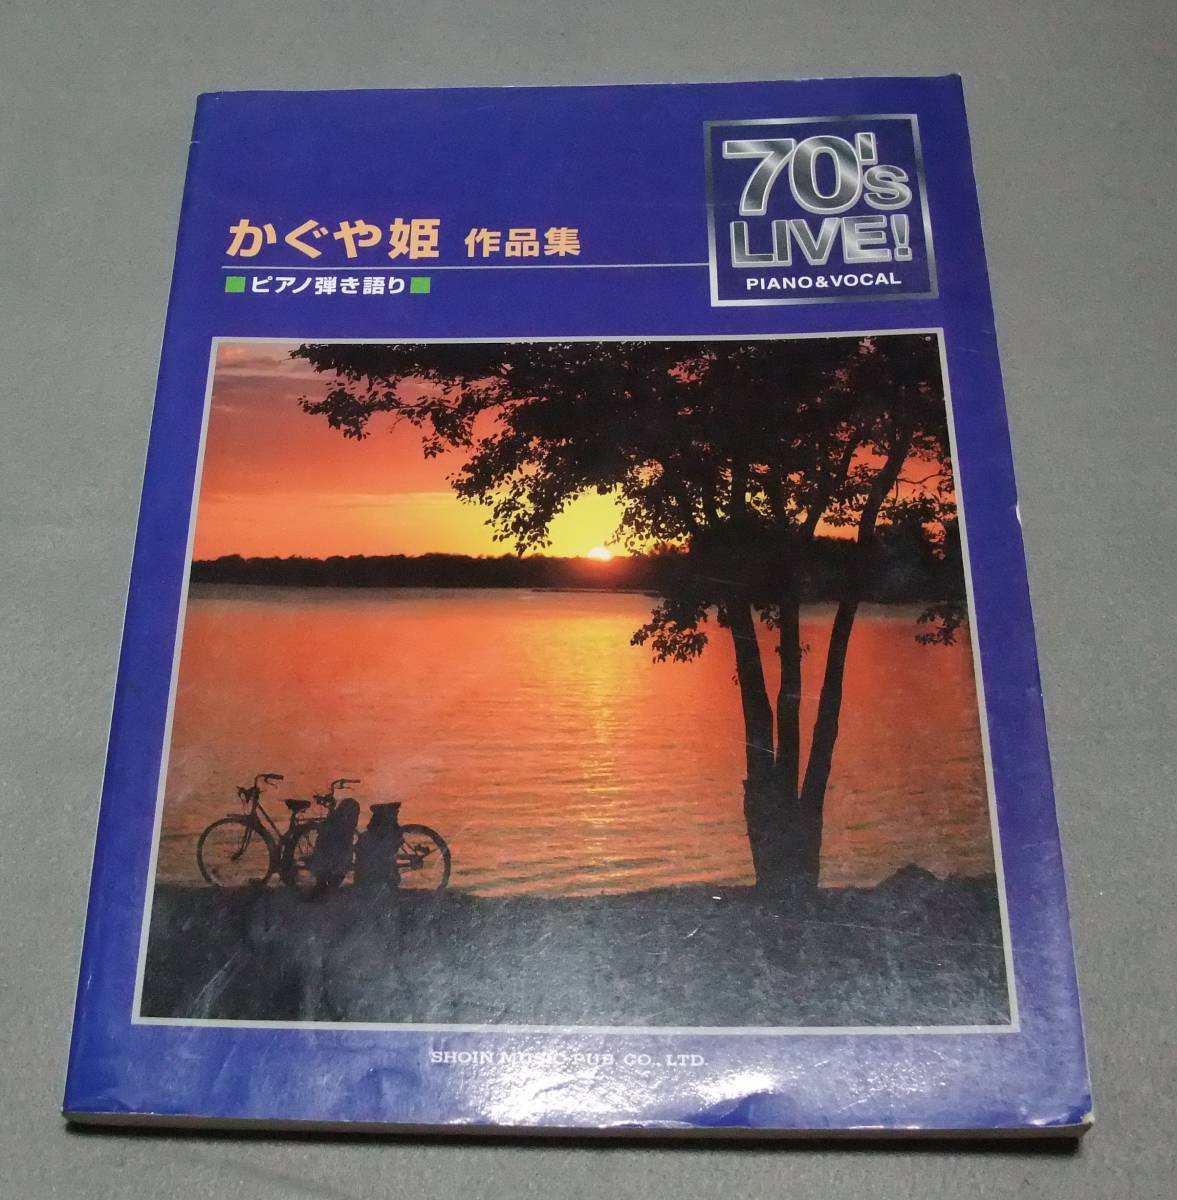 70's
LIVE!
PIANO&VOCAL
かぐや姫 作品集
■ピアノ弾き語り■
SHOIN MUSIC PUB. CO., LTD.